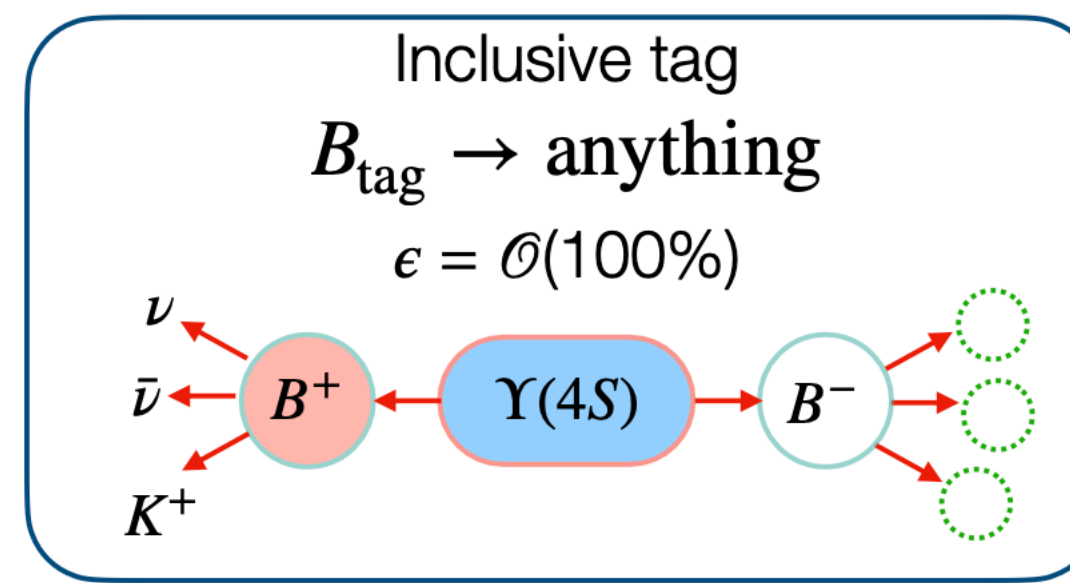 Inclusive tag
B_tag → anything
ϵ = 𝒪(100%)
ν
ν̄
K⁺
B⁺
Υ(4S)
B⁻